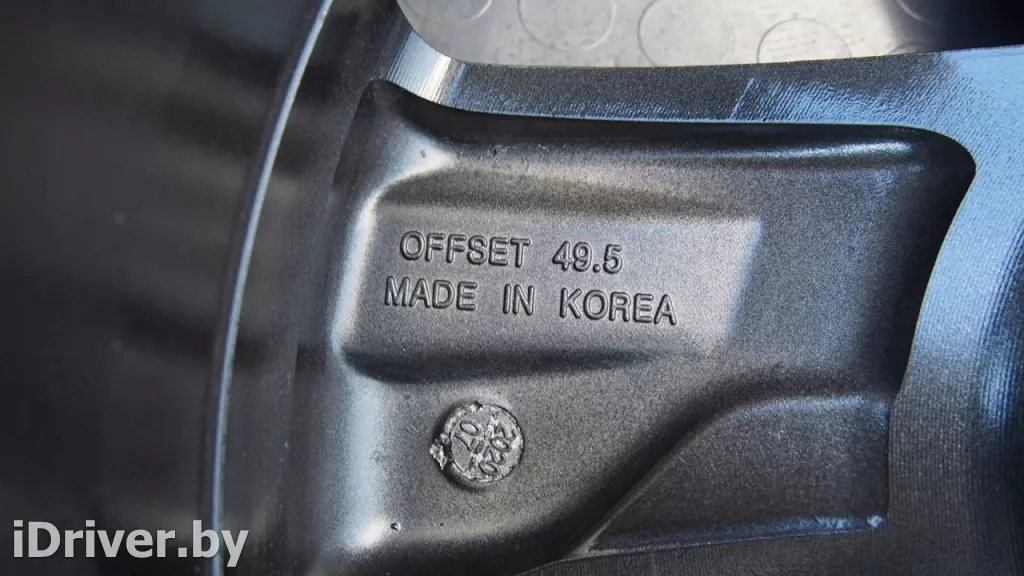 OFFSET 49.5
MADE IN KOREA
2020
07
iDriver.by